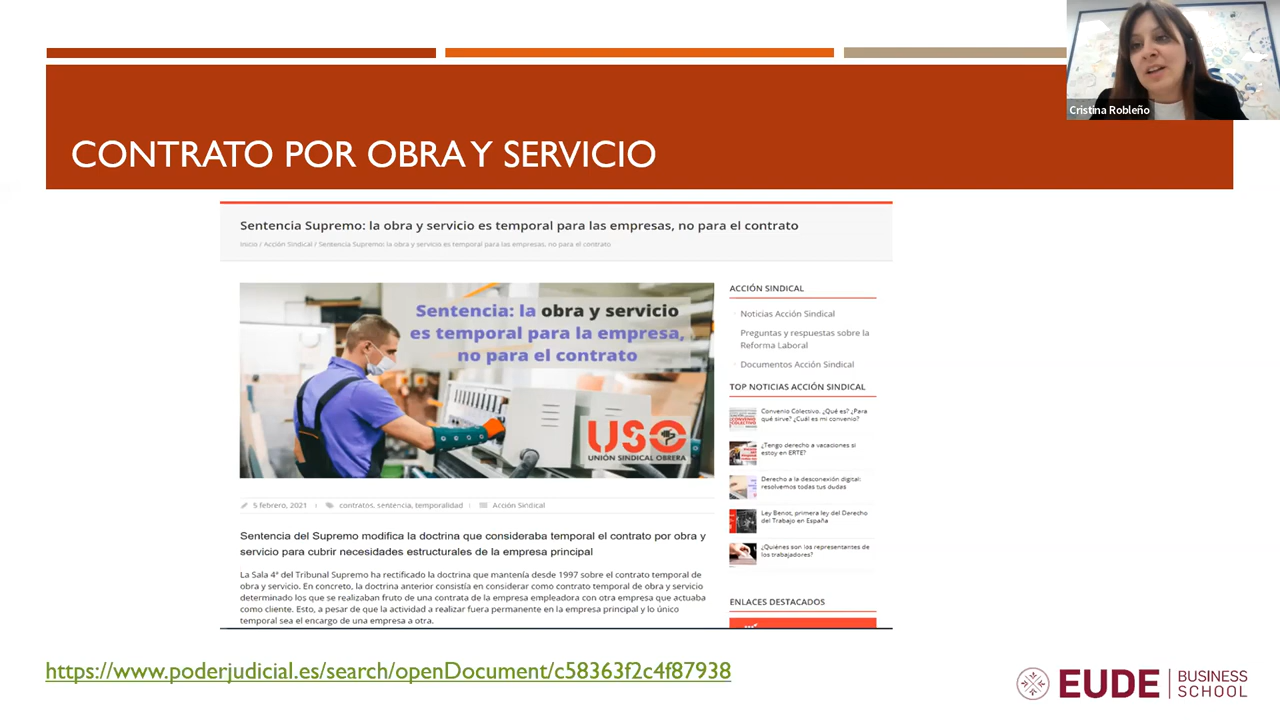 Cristina Robleño
CONTRATO POR OBRA Y SERVICIO
Sentencia Supremo: la obra y servicio es temporal para las empresas, no para el contrato
Inicio / Acción Sindical / Sentencia Supremo: la obra y servicio es temporal para las empresas, no para el contrato
Sentencia: la obra y servicio
es temporal para la empresa,
no para el contrato
USO
UNIÓN SINDICAL OBRERA
5 febrero, 2021
contratos, sentencia, temporalidad
Acción Sindical
Sentencia del Supremo modifica la doctrina que consideraba temporal el contrato por obra y
servicio para cubrir necesidades estructurales de la empresa principal
La Sala 4ª del Tribunal Supremo ha rectificado la doctrina que mantenía desde 1997 sobre el contrato temporal de
obra y servicio. En concreto, la doctrina anterior consistía en considerar como contrato temporal de obra y servicio
determinado los que se realizaban fruto de una contrata de la empresa empleadora con otra empresa que actuaba
como cliente. Esto, a pesar de que la actividad a realizar fuera permanente en la empresa principal y lo único
temporal sea el encargo de una empresa a otra.
ACCIÓN SINDICAL
Noticias Acción Sindical
Preguntas y respuestas sobre la
Reforma Laboral
Documentos Acción Sindical
TOP NOTICIAS ACCIÓN SINDICAL
Convenio Colectivo. ¿Qué es? ¿Para
qué sirve? ¿Cuál es mi convenio?
¿Tengo derecho a vacaciones si
estoy en ERTE?
Derecho a la desconexión digital:
resolvemos todas tus dudas
Ley Benot, primera ley del Derecho
del Trabajo en España
¿Quiénes son los representantes de
los trabajadores?
ENLACES DESTACADOS
https://www.poderjudicial.es/search/openDocument/c58363f2c4f87938
EUDE
BUSINESS
SCHOOL